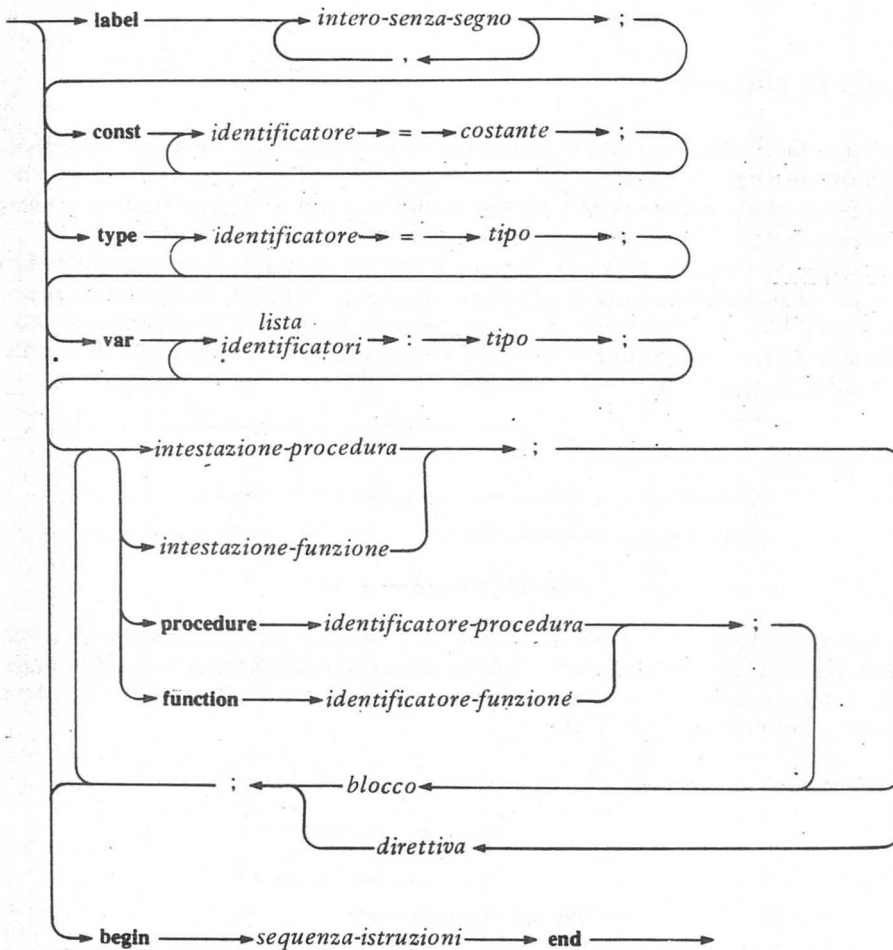 label intero-senza-segno ;
,
const identificatore = costante ;
type identificatore = tipo ;
var lista identificatori : tipo ;
intestazione-procedura ;
intestazione-funzione
procedure identificatore-procedura ;
function identificatore-funzione
; blocco
direttiva
begin sequenza-istruzioni end